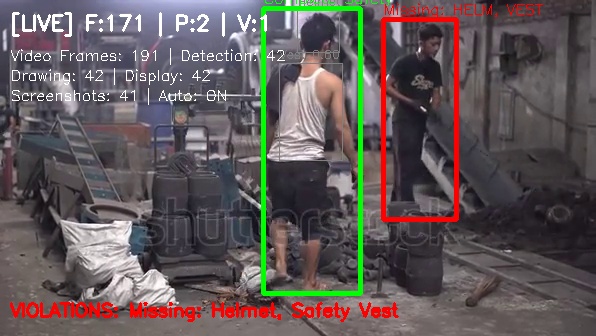 [LIVE] F:171 | P:2 | V:1
Missing: HELM, VEST
Video Frames: 191 | Detection: 42
Drawing: 42 | Display: 42
Screenshots: 41 | Auto: ON
shutterstock
VIOLATIONS: Missing: Helmet, Safety Vest